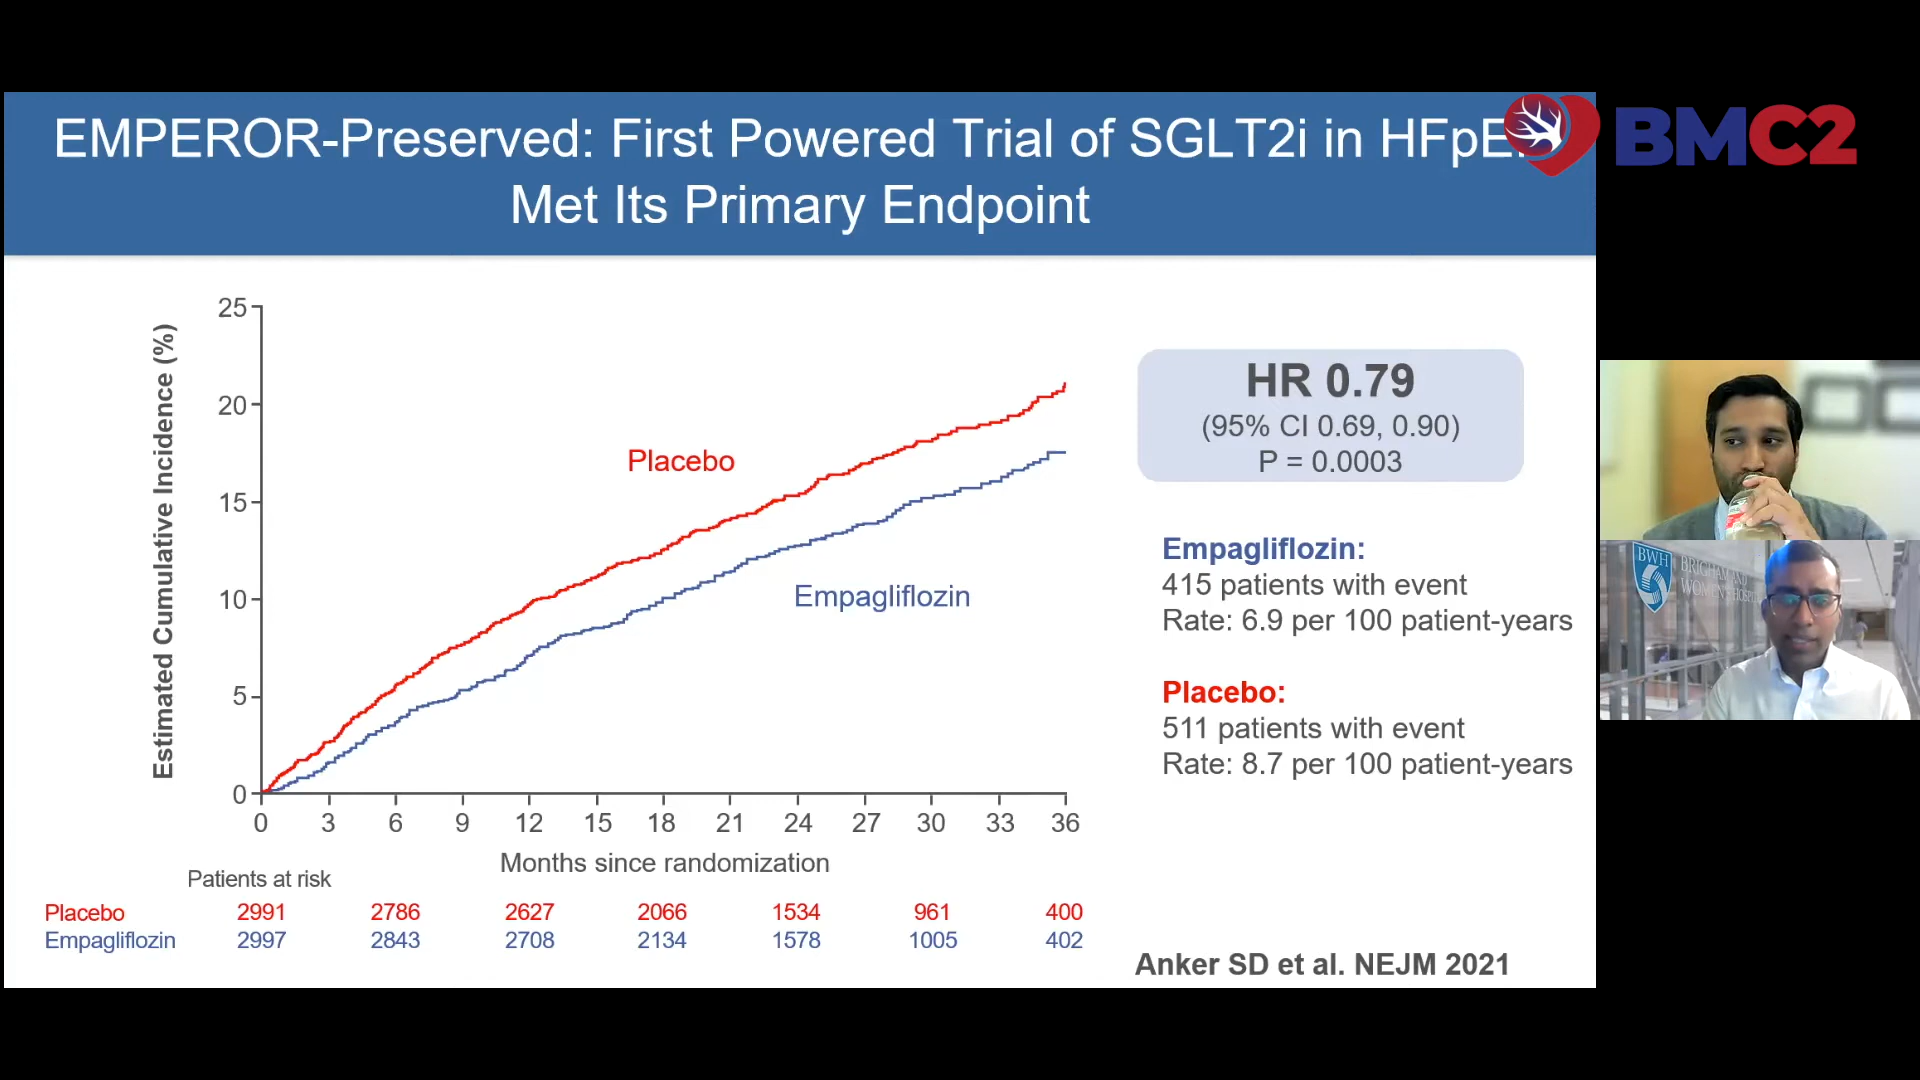 EMPEROR-Preserved: First Powered Trial of SGLT2i in HFpE
Met Its Primary Endpoint
BMC2
Estimated Cumulative Incidence (%)
25
20
15
10
5
0
Placebo
Empagliflozin
0 3 6 9 12 15 18 21 24 27 30 33 36
Months since randomization
Patients at risk
Placebo 2991 2786 2627 2066 1534 961 400
Empagliflozin 2997 2843 2708 2134 1578 1005 402
HR 0.79
(95% CI 0.69, 0.90)
P = 0.0003
Empagliflozin:
415 patients with event
Rate: 6.9 per 100 patient-years
Placebo:
511 patients with event
Rate: 8.7 per 100 patient-years
Anker SD et al. NEJM 2021
BWH
BRIGHAM AND
WOMEN'S HOSP